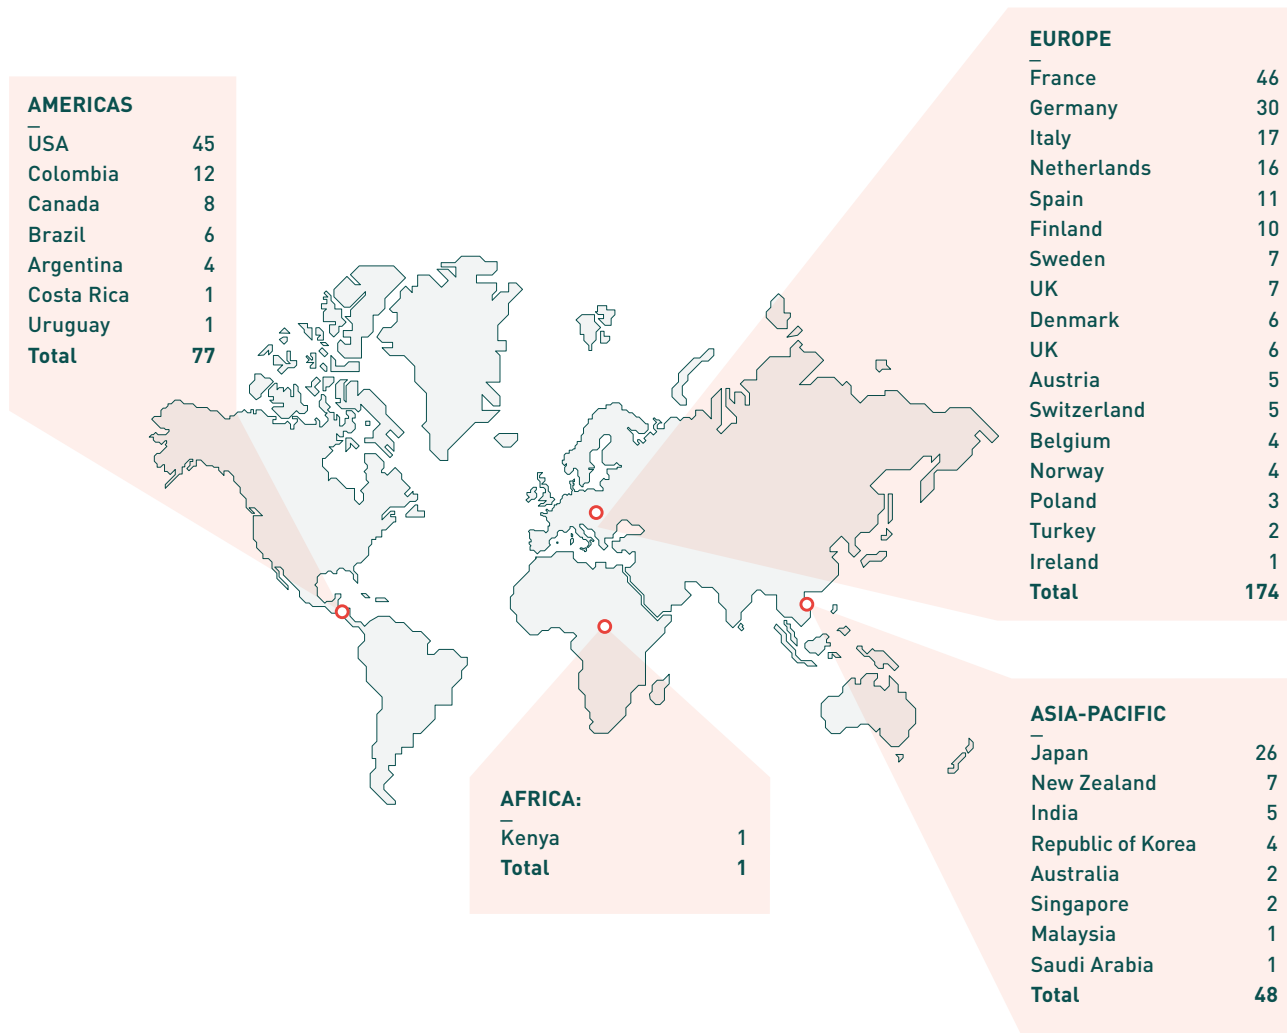 AMERICAS
–
USA 45
Colombia 12
Canada 8
Brazil 6
Argentina 4
Costa Rica 1
Uruguay 1
Total 77
EUROPE
–
France 46
Germany 30
Italy 17
Netherlands 16
Spain 11
Finland 10
Sweden 7
UK 7
Denmark 6
UK 6
Austria 5
Switzerland 5
Belgium 4
Norway 4
Poland 3
Turkey 2
Ireland 1
Total 174
AFRICA:
–
Kenya 1
Total 1
ASIA-PACIFIC
–
Japan 26
New Zealand 7
India 5
Republic of Korea 4
Australia 2
Singapore 2
Malaysia 1
Saudi Arabia 1
Total 48